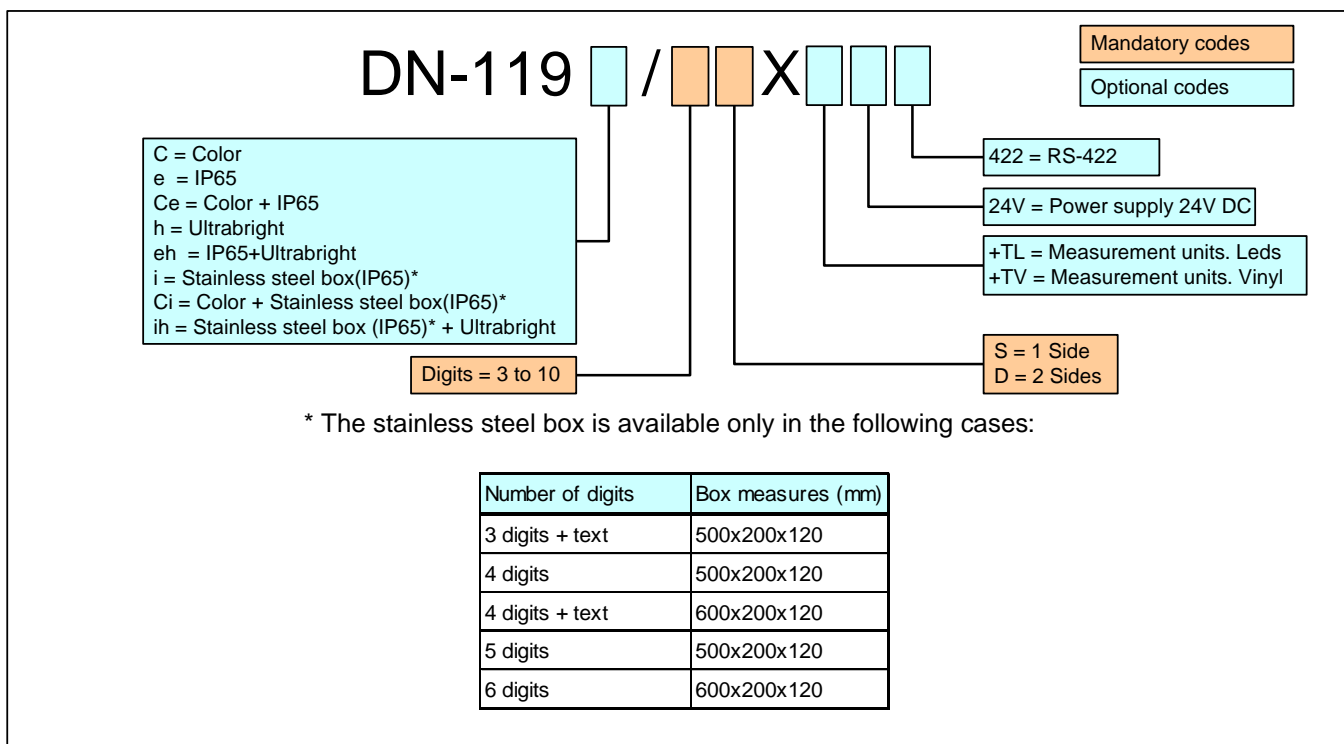 DN-119 / X
Mandatory codes
Optional codes
C = Color
e = IP65
Ce = Color + IP65
h = Ultrabright
eh = IP65+Ultrabright
i = Stainless steel box(IP65)*
Ci = Color + Stainless steel box(IP65)*
ih = Stainless steel box (IP65)* + Ultrabright
Digits = 3 to 10
422 = RS-422
24V = Power supply 24V DC
+TL = Measurement units. Leds
+TV = Measurement units. Vinyl
S = 1 Side
D = 2 Sides
* The stainless steel box is available only in the following cases:
Number of digits Box measures (mm)
3 digits + text 500x200x120
4 digits 500x200x120
4 digits + text 600x200x120
5 digits 500x200x120
6 digits 600x200x120